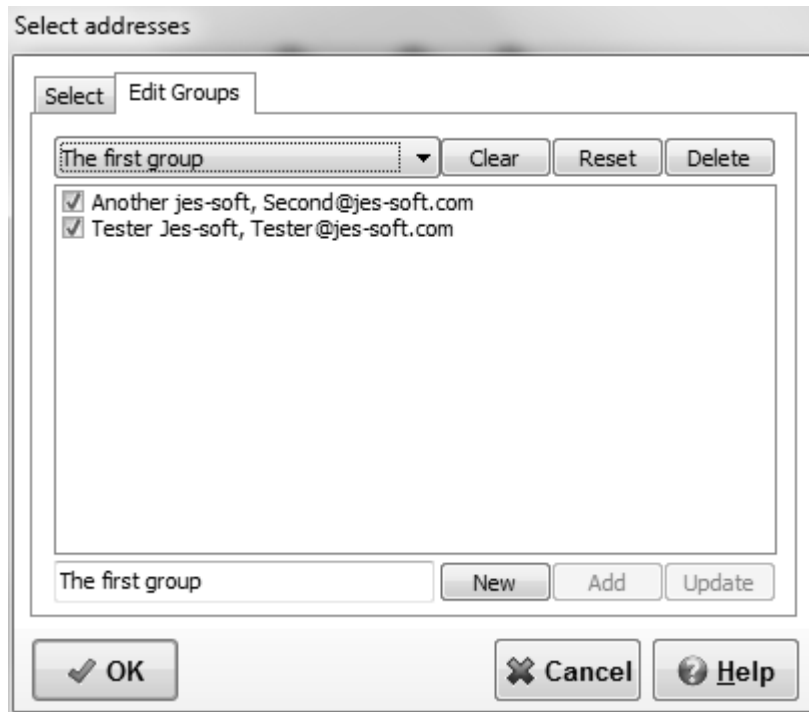 Select addresses
Select Edit Groups
The first group Clear Reset Delete
Another jes-soft, Second@jes-soft.com
Tester Jes-soft, Tester@jes-soft.com
The first group New Add Update
OK Cancel Help